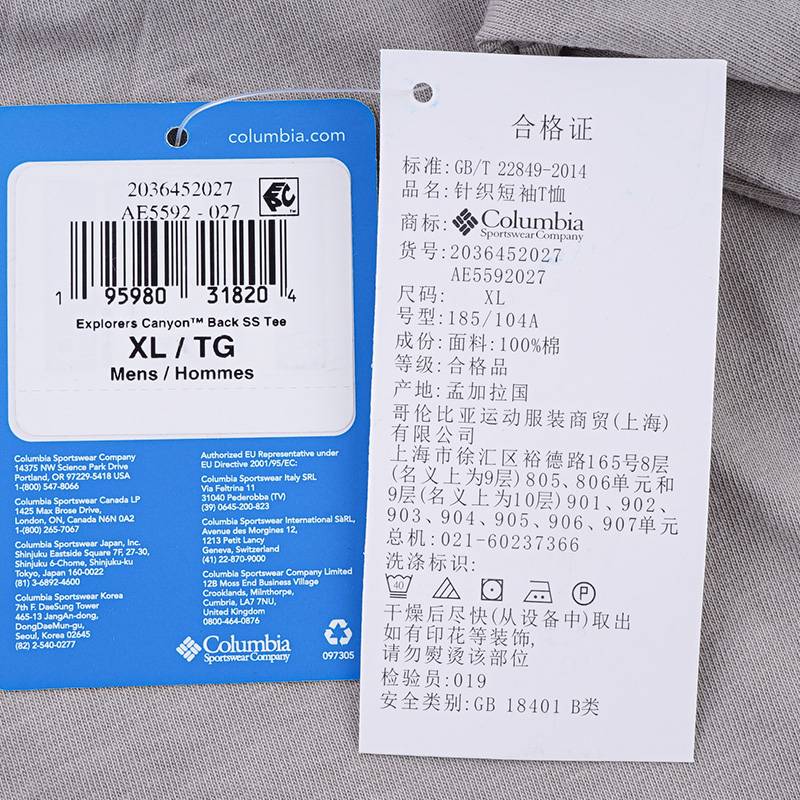 columbia.com
2036452027
AE5592 - 027
1 95980 31820 4
Explorers Canyon™ Back SS Tee
XL / TG
Mens / Hommes
Columbia Sportswear Company
14375 NW Science Park Drive
Portland, OR 97229-5418 USA
1-(800) 547-8066
Columbia Sportswear Canada LP
1425 Max Brose Drive,
London, ON, Canada N6N 0A2
1-(800) 265-7067
Columbia Sportswear Japan, Inc.
Shinjuku Eastside Square 7F, 27-30,
Shinjuku 6-Chome, Shinjuku-ku
Tokyo, Japan 160-0022
(81) 3-6892-4600
Columbia Sportswear Korea
7th F. DaeSung Tower
465-13 JangAn-dong,
DongDaeMun-gu,
Seoul, Korea 02645
(82) 2-540-0277
Authorized EU Representative under
EU Directive 2001/95/EC:
Columbia Sportswear Italy SRL
Via Feltrina 11
31040 Pederobba (TV)
(39) 0645-200-823
Columbia Sportswear International SàRL,
Avenue des Morgines 12,
1213 Petit Lancy
Geneva, Switzerland
(41) 22-870-9000
Columbia Sportswear Company Limited
12B Moss End Business Village
Crooklands, Milnthorpe,
Cumbria, LA7 7NU,
United Kingdom
0800-464-0876
Columbia
Sportswear Company
097305
合格证
标准:GB/T 22849-2014
品名:针织短袖T恤
商标:Columbia
Sportswear Company
货号:2036452027
AE5592027
尺码: XL
号型:185/104A
成份:面料:100%棉
等级:合格品
产地:孟加拉国
哥伦比亚运动服装商贸(上海)
有限公司
上海市徐汇区裕德路165号8层
(名义上为9层)805、806单元和
9层(名义上为10层)901、902、
903、904、905、906、907单元
总机:021-60237366
洗涤标识:
40
P
干燥后尽快(从设备中)取出
如有印花等装饰,
请勿熨烫该部位
检验员:019
安全类别:GB 18401 B类